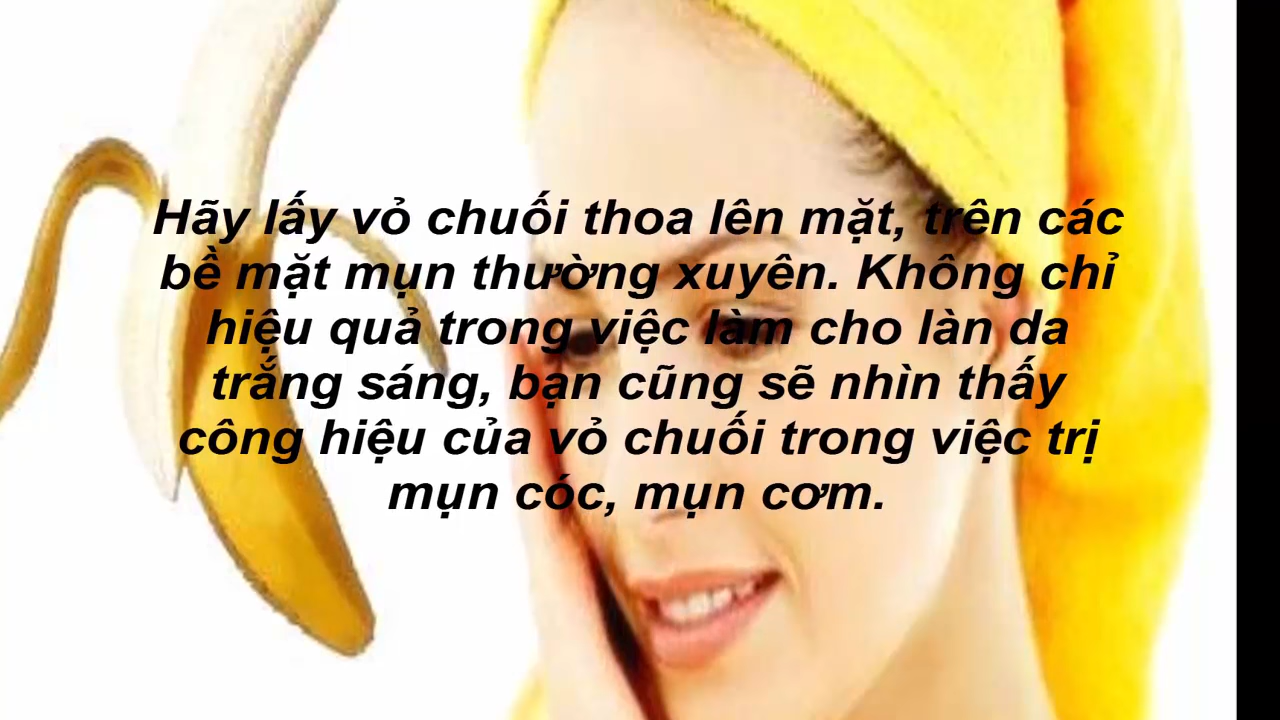 Hãy lấy vỏ chuối thoa lên mặt, trên các
bề mặt mụn thường xuyên. Không chỉ
hiệu quả trong việc làm cho làn da
trắng sáng, bạn cũng sẽ nhìn thấy
công hiệu của vỏ chuối trong việc trị
mụn cóc, mụn cơm.